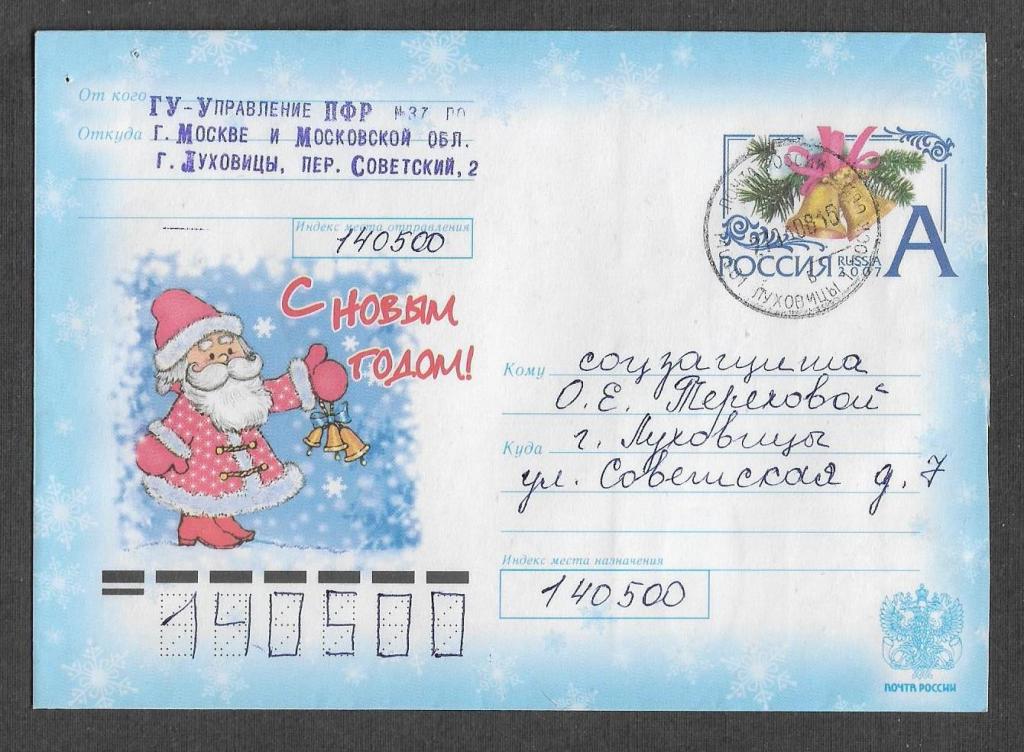 От кого ГУ-Управление ПФР №37 по
Откуда г. Москве и Московской обл.
г. Луховицы, пер. Советский, 2
Индекс места отправления
140500
С НОВЫМ
ГОДОМ!
РОССИЯ
RUSSIA
2007
А
ПОЧТА РОССИИ
ЛУХОВИЦЫ
Кому соцзащита
О.Е. Тереховой
Куда г. Луховицы
ул. Советская д. 7
Индекс места назначения
140500
140500
ПОЧТА РОССИИ